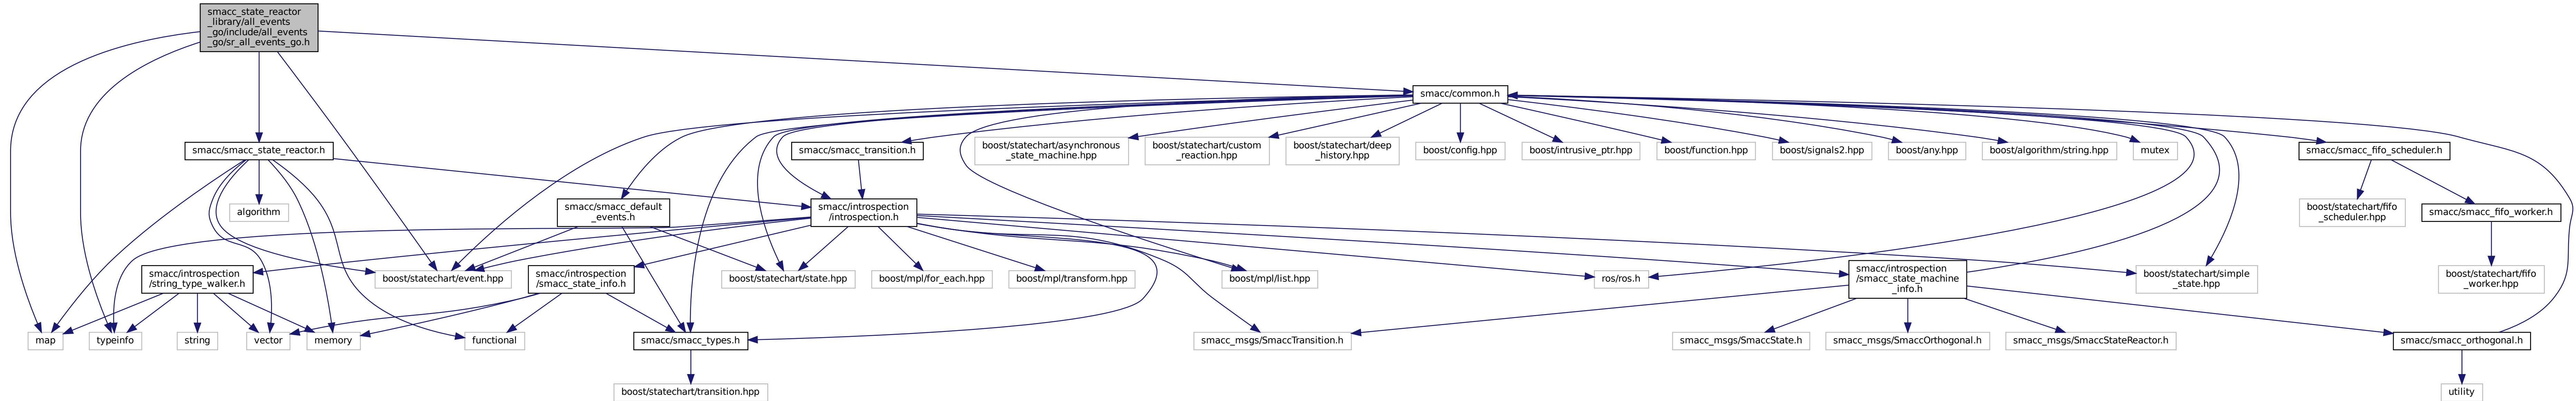 smacc_state_reactor
_library/all_events
_go/include/all_events
_go/sr_all_events_go.h
smacc/common.h
smacc/smacc_state_reactor.h
smacc/smacc_transition.h
boost/statechart/asynchronous
_state_machine.hpp
boost/statechart/custom
_reaction.hpp
boost/statechart/deep
_history.hpp
boost/config.hpp
boost/intrusive_ptr.hpp
boost/function.hpp
boost/signals2.hpp
boost/any.hpp
boost/algorithm/string.hpp
mutex
smacc/smacc_fifo_scheduler.h
algorithm
smacc/smacc_default
_events.h
smacc/introspection
/introspection.h
boost/statechart/fifo
_scheduler.hpp
smacc/smacc_fifo_worker.h
smacc/introspection
/string_type_walker.h
boost/statechart/event.hpp
smacc/introspection
/smacc_state_info.h
boost/statechart/state.hpp
boost/mpl/for_each.hpp
boost/mpl/transform.hpp
boost/mpl/list.hpp
ros/ros.h
smacc/introspection
/smacc_state_machine
_info.h
boost/statechart/simple
_state.hpp
boost/statechart/fifo
_worker.hpp
map
typeinfo
string
vector
memory
functional
smacc/smacc_types.h
smacc_msgs/SmaccTransition.h
smacc_msgs/SmaccState.h
smacc_msgs/SmaccOrthogonal.h
smacc_msgs/SmaccStateReactor.h
smacc/smacc_orthogonal.h
boost/statechart/transition.hpp
utility